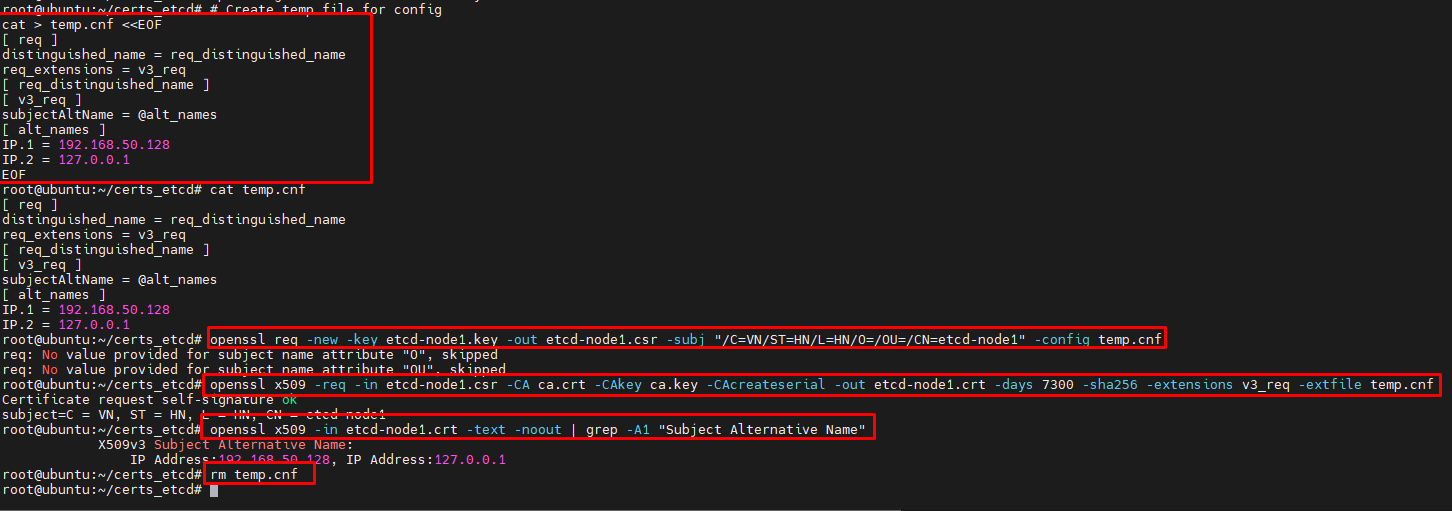 root@ubuntu:~/certs_etcd# # Create temp file for config
cat > temp.cnf <<EOF
[ req ]
distinguished_name = req_distinguished_name
req_extensions = v3_req
[ req_distinguished_name ]
[ v3_req ]
subjectAltName = @alt_names
[ alt_names ]
IP.1 = 192.168.50.128
IP.2 = 127.0.0.1
EOF
root@ubuntu:~/certs_etcd# cat temp.cnf
[ req ]
distinguished_name = req_distinguished_name
req_extensions = v3_req
[ req_distinguished_name ]
[ v3_req ]
subjectAltName = @alt_names
[ alt_names ]
IP.1 = 192.168.50.128
IP.2 = 127.0.0.1
root@ubuntu:~/certs_etcd# openssl req -new -key etcd-node1.key -out etcd-node1.csr -subj "/C=VN/ST=HN/L=HN/O=/OU=/CN=etcd-node1" -config temp.cnf
req: No value provided for subject name attribute "O", skipped
req: No value provided for subject name attribute "OU", skipped
root@ubuntu:~/certs_etcd# openssl x509 -req -in etcd-node1.csr -CA ca.crt -CAkey ca.key -CAcreateserial -out etcd-node1.crt -days 7300 -sha256 -extensions v3_req -extfile temp.cnf
Certificate request self-signature ok
subject=C = VN, ST = HN, L = HN, CN = etcd-node1
root@ubuntu:~/certs_etcd# openssl x509 -in etcd-node1.crt -text -noout | grep -A1 "Subject Alternative Name"
X509v3 Subject Alternative Name:
IP Address:192.168.50.128, IP Address:127.0.0.1
root@ubuntu:~/certs_etcd# rm temp.cnf
root@ubuntu:~/certs_etcd#